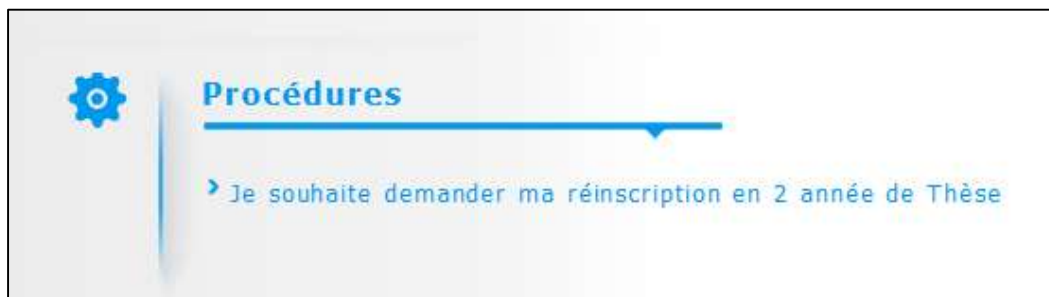 Procédures
Je souhaite demander ma réinscription en 2 année de Thèse